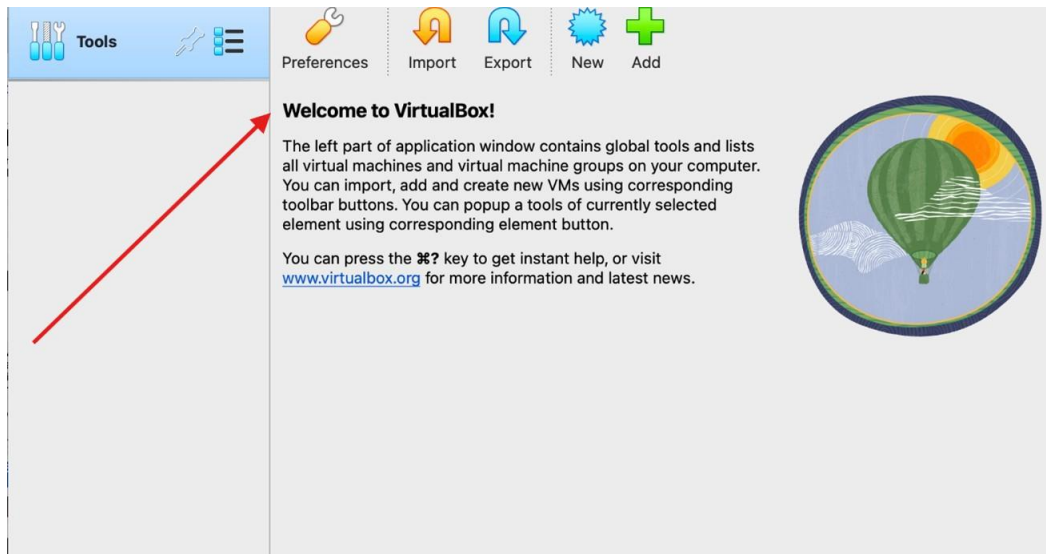 Tools
Preferences Import Export New Add
Welcome to VirtualBox!
The left part of application window contains global tools and lists
all virtual machines and virtual machine groups on your computer.
You can import, add and create new VMs using corresponding
toolbar buttons. You can popup a tools of currently selected
element using corresponding element button.
You can press the ⌘? key to get instant help, or visit
www.virtualbox.org for more information and latest news.